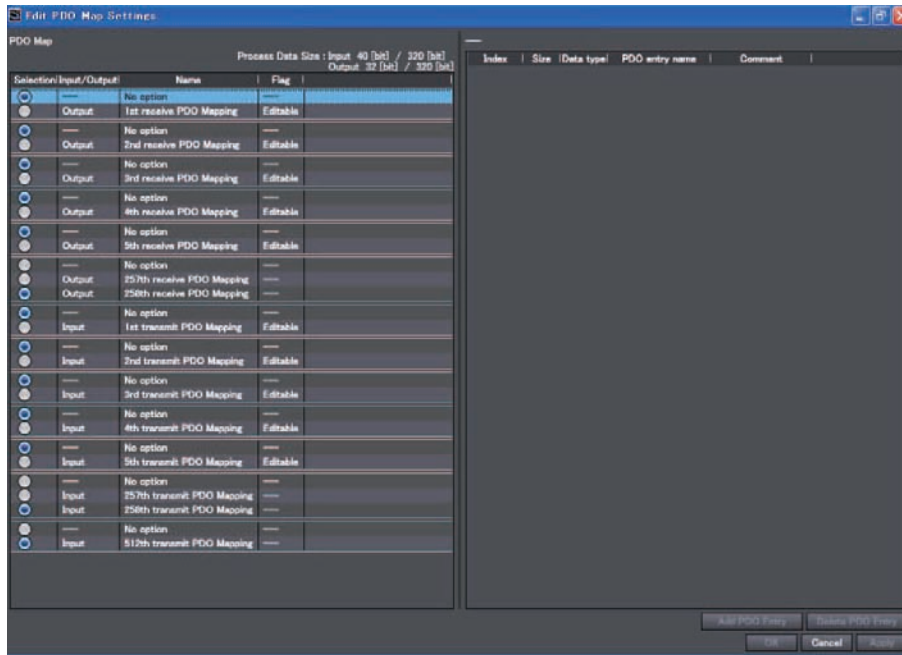 Edit PDO Map Settings
PDO Map
Process Data Size : Input 40 [bit] / 320 [bit]
Output 32 [bit] / 320 [bit]
Selection Input/Output Name Flag
---- No option ----
Output 1st receive PDO Mapping Editable
---- No option ----
Output 2nd receive PDO Mapping Editable
---- No option ----
Output 3rd receive PDO Mapping Editable
---- No option ----
Output 4th receive PDO Mapping Editable
---- No option ----
Output 5th receive PDO Mapping Editable
---- No option ----
Output 257th receive PDO Mapping ----
Output 258th receive PDO Mapping ----
---- No option ----
Input 1st transmit PDO Mapping Editable
---- No option ----
Input 2nd transmit PDO Mapping Editable
---- No option ----
Input 3rd transmit PDO Mapping Editable
---- No option ----
Input 4th transmit PDO Mapping Editable
---- No option ----
Input 5th transmit PDO Mapping Editable
---- No option ----
Input 257th transmit PDO Mapping ----
Input 258th transmit PDO Mapping ----
---- No option ----
Input 512th transmit PDO Mapping ----
----
Index Size Data type PDO entry name Comment
Add PDO Entry Delete PDO Entry
OK Cancel Apply